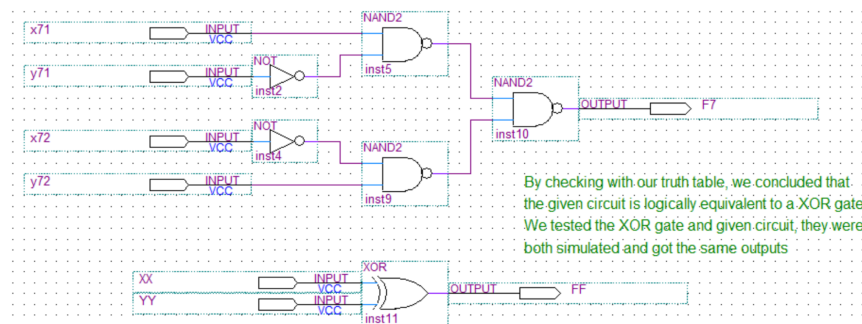 NAND2
x71 INPUT
VCC
inst5
NOT
y71 INPUT
VCC
inst2
NAND2
OUTPUT F7
inst10
NOT
x72 INPUT
VCC
inst4
NAND2
y72 INPUT
VCC
inst9
By checking with our truth table, we concluded that
the given circuit is logically equivalent to a XOR gate
We tested the XOR gate and given circuit, they were
both simulated and got the same outputs
XOR
XX INPUT
VCC
YY INPUT
VCC
OUTPUT FF
inst11